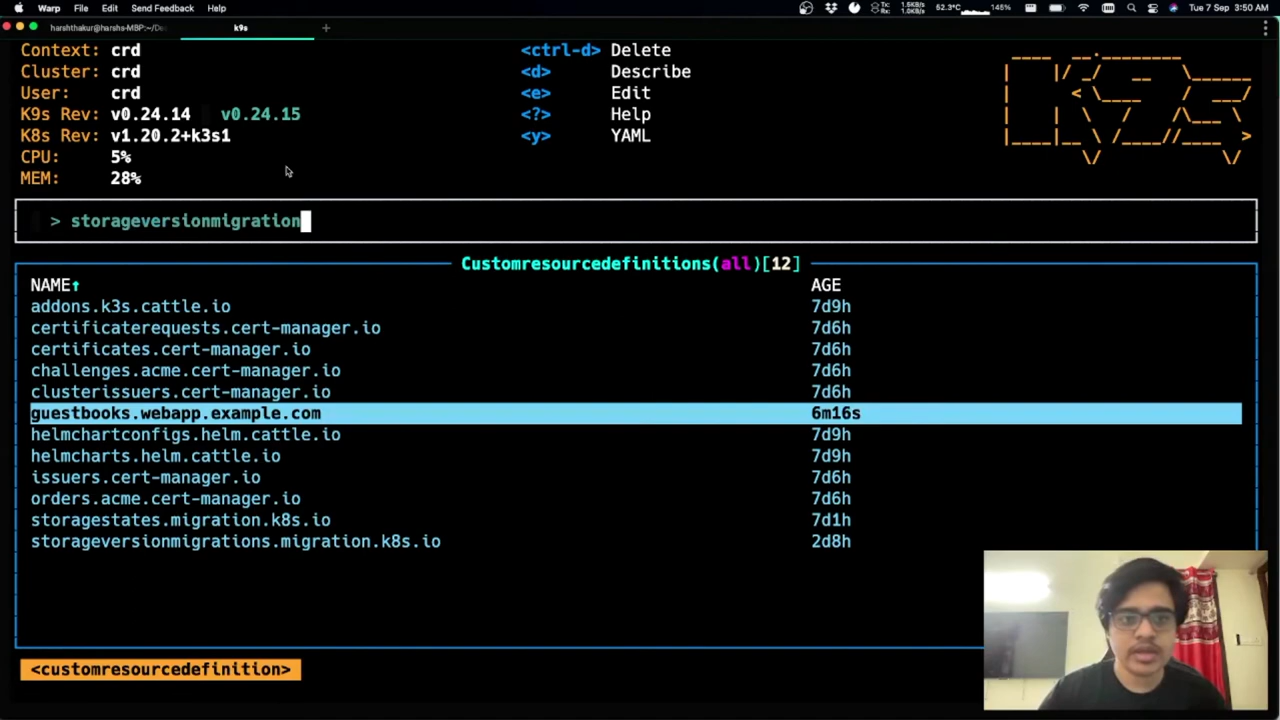 Warp File Edit Send Feedback Help 52.3°C 145% Tue 7 Sep 3:50 AM
harshthakur@harshs-MBP:~/De k9s +
Context: crd <ctrl-d> Delete
Cluster: crd <d> Describe
User: crd <e> Edit
K9s Rev: v0.24.14 v0.24.15 <?> Help
K8s Rev: v1.20.2+k3s1 <y> YAML
CPU: 5%
MEM: 28%
> storageversionmigration
Customresourcedefinitions(all)[12]
NAME↑ AGE
addons.k3s.cattle.io 7d9h
certificaterequests.cert-manager.io 7d6h
certificates.cert-manager.io 7d6h
challenges.acme.cert-manager.io 7d6h
clusterissuers.cert-manager.io 7d6h
guestbooks.webapp.example.com 6m16s
helmchartconfigs.helm.cattle.io 7d9h
helmcharts.helm.cattle.io 7d9h
issuers.cert-manager.io 7d6h
orders.acme.cert-manager.io 7d6h
storagestates.migration.k8s.io 7d1h
storageversionmigrations.migration.k8s.io 2d8h
<customresourcedefinition>